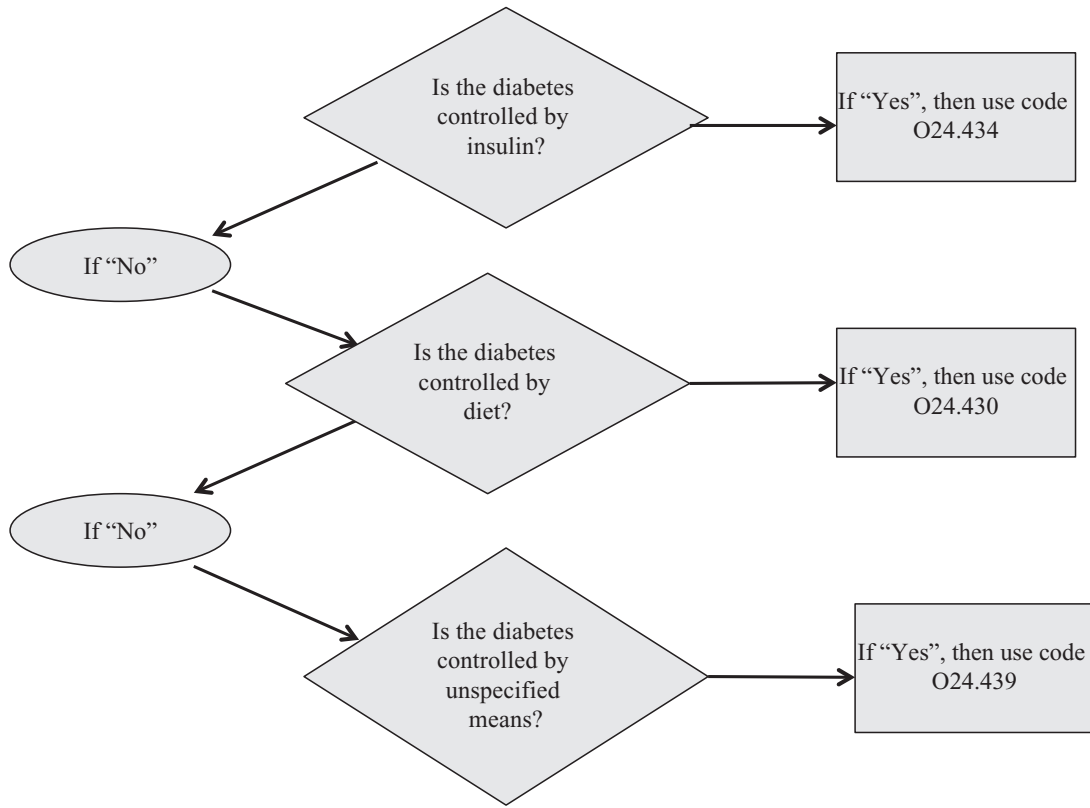 Is the diabetes
controlled by
insulin?
If “Yes”, then use code
O24.434
If “No”
Is the diabetes
controlled by
diet?
If “Yes”, then use code
O24.430
If “No”
Is the diabetes
controlled by
unspecified
means?
If “Yes”, then use code
O24.439